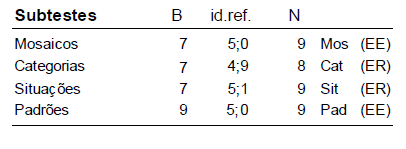 Subtestes B id.ref. N
Mosaicos 7 5;0 9 Mos (EE)
Categorias 7 4;9 8 Cat (ER)
Situações 7 5;1 9 Sit (ER)
Padrões 9 5;0 9 Pad (EE)